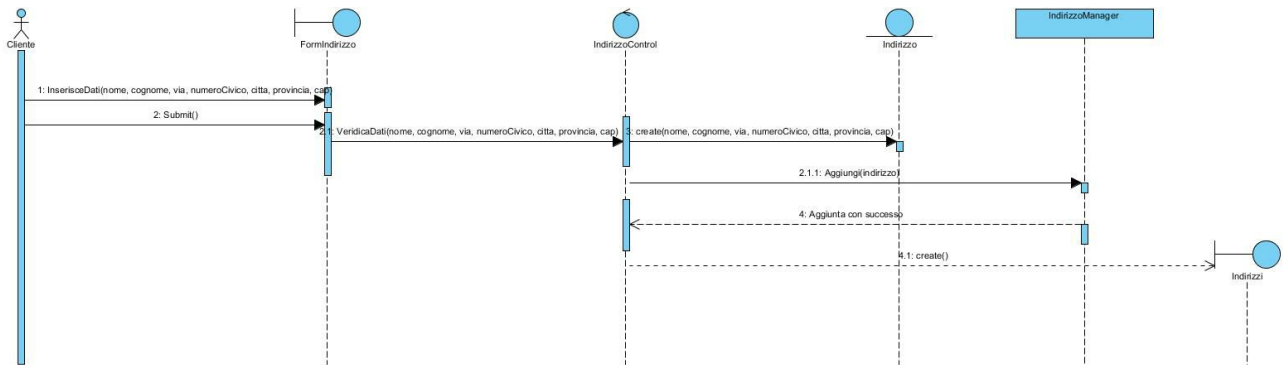 Cliente
FormIndirizzo
IndirizzoControl
Indirizzo
IndirizzoManager
1: InserisceDati(nome, cognome, via, numeroCivico, citta, provincia, cap)
2: Submit()
2.1: VeridicaDati(nome, cognome, via, numeroCivico, citta, provincia, cap)
3: create(nome, cognome, via, numeroCivico, citta, provincia, cap)
2.1.1: Aggiungi(indirizzo)
4: Aggiunta con successo
4.1: create()
Indirizzi